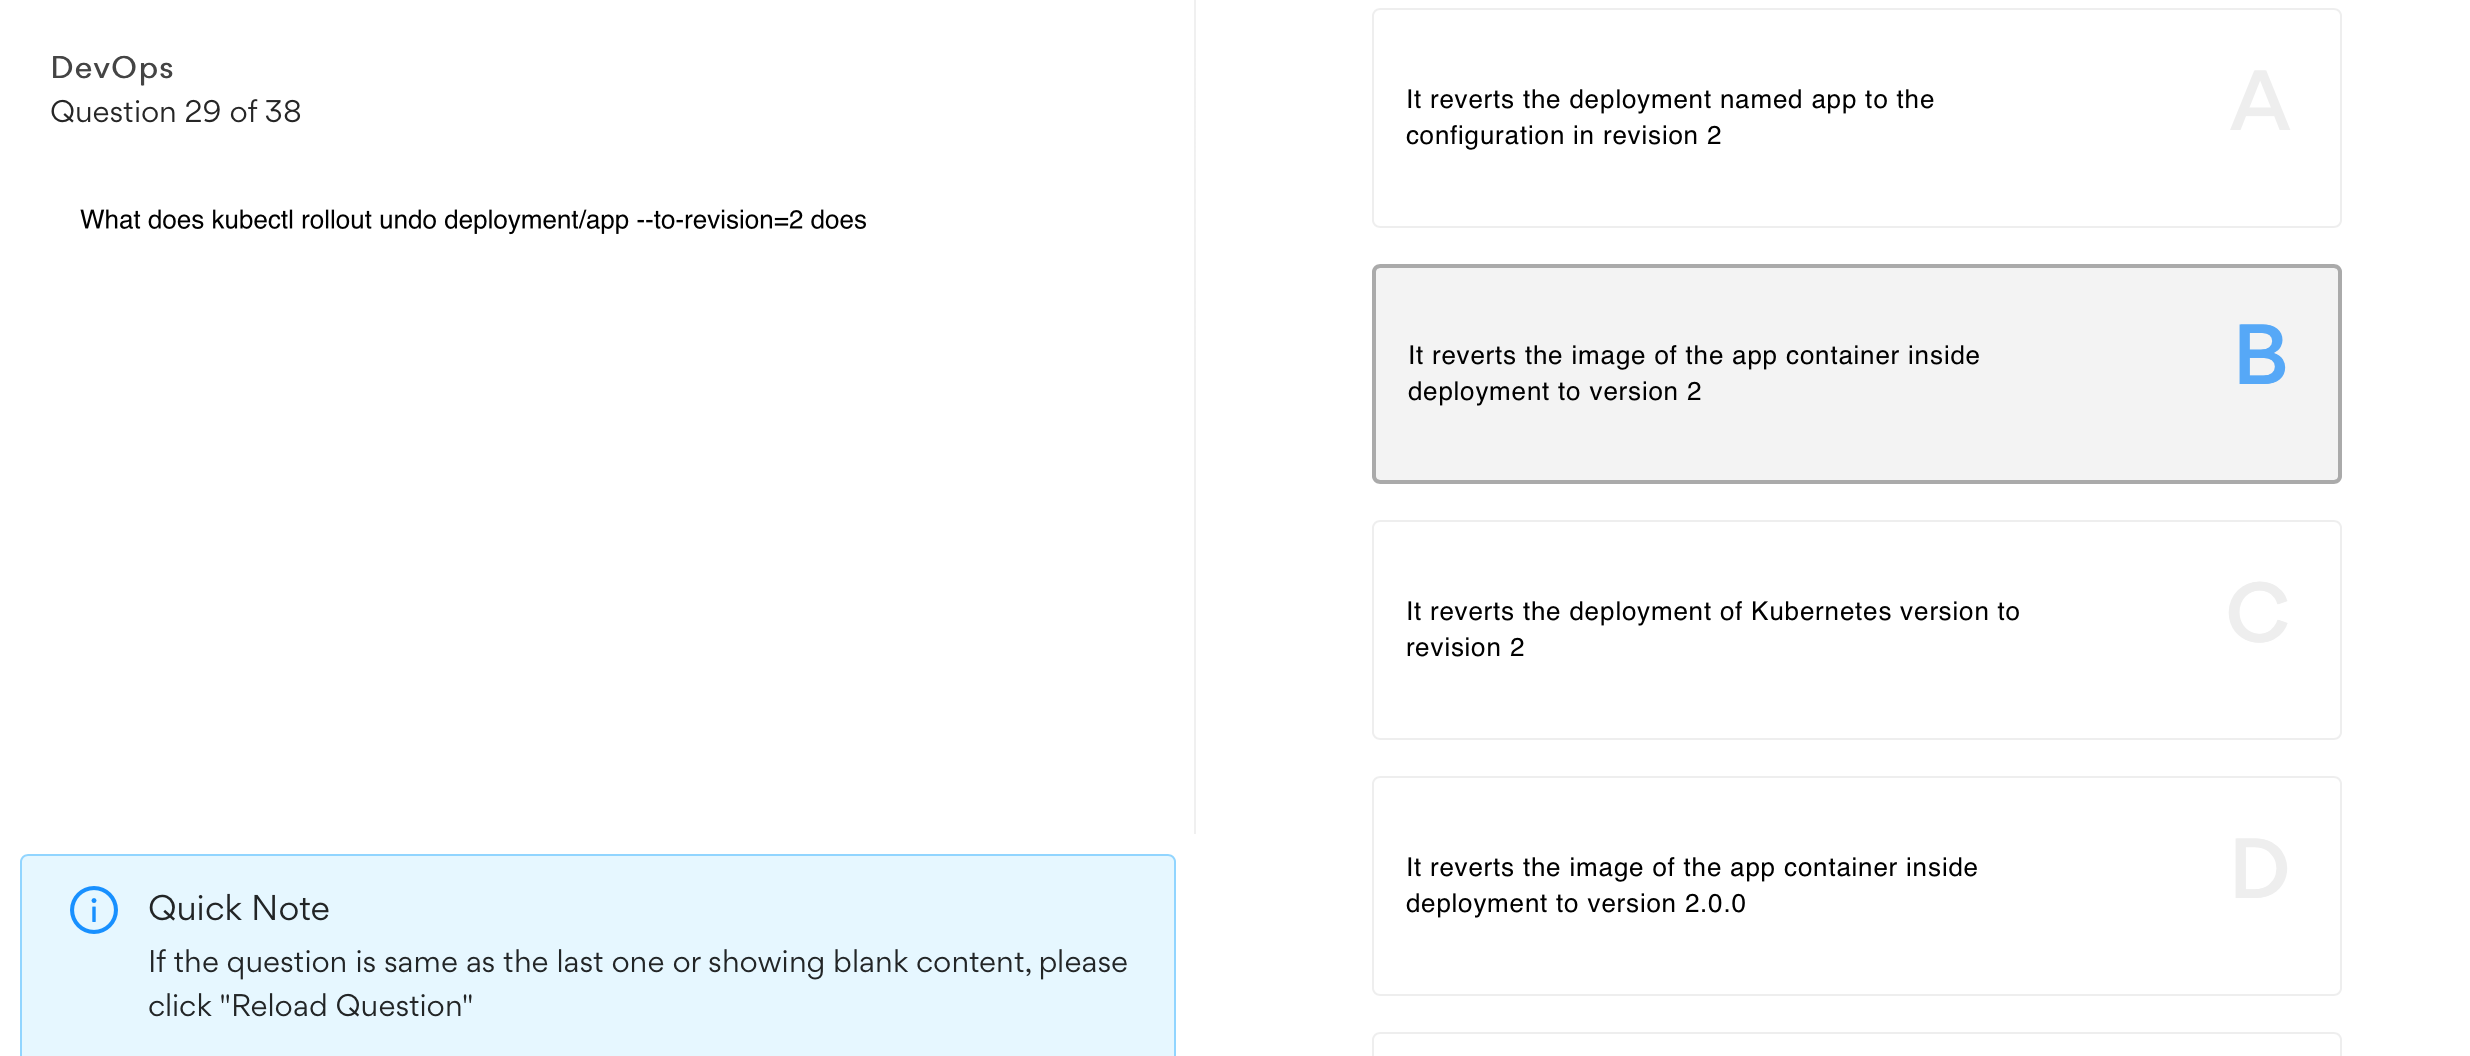 DevOps
Question 29 of 38
What does kubectl rollout undo deployment/app --to-revision=2 does
Quick Note
If the question is same as the last one or showing blank content, please
click "Reload Question"
It reverts the deployment named app to the
configuration in revision 2
A
It reverts the image of the app container inside
deployment to version 2
B
It reverts the deployment of Kubernetes version to
revision 2
C
It reverts the image of the app container inside
deployment to version 2.0.0
D